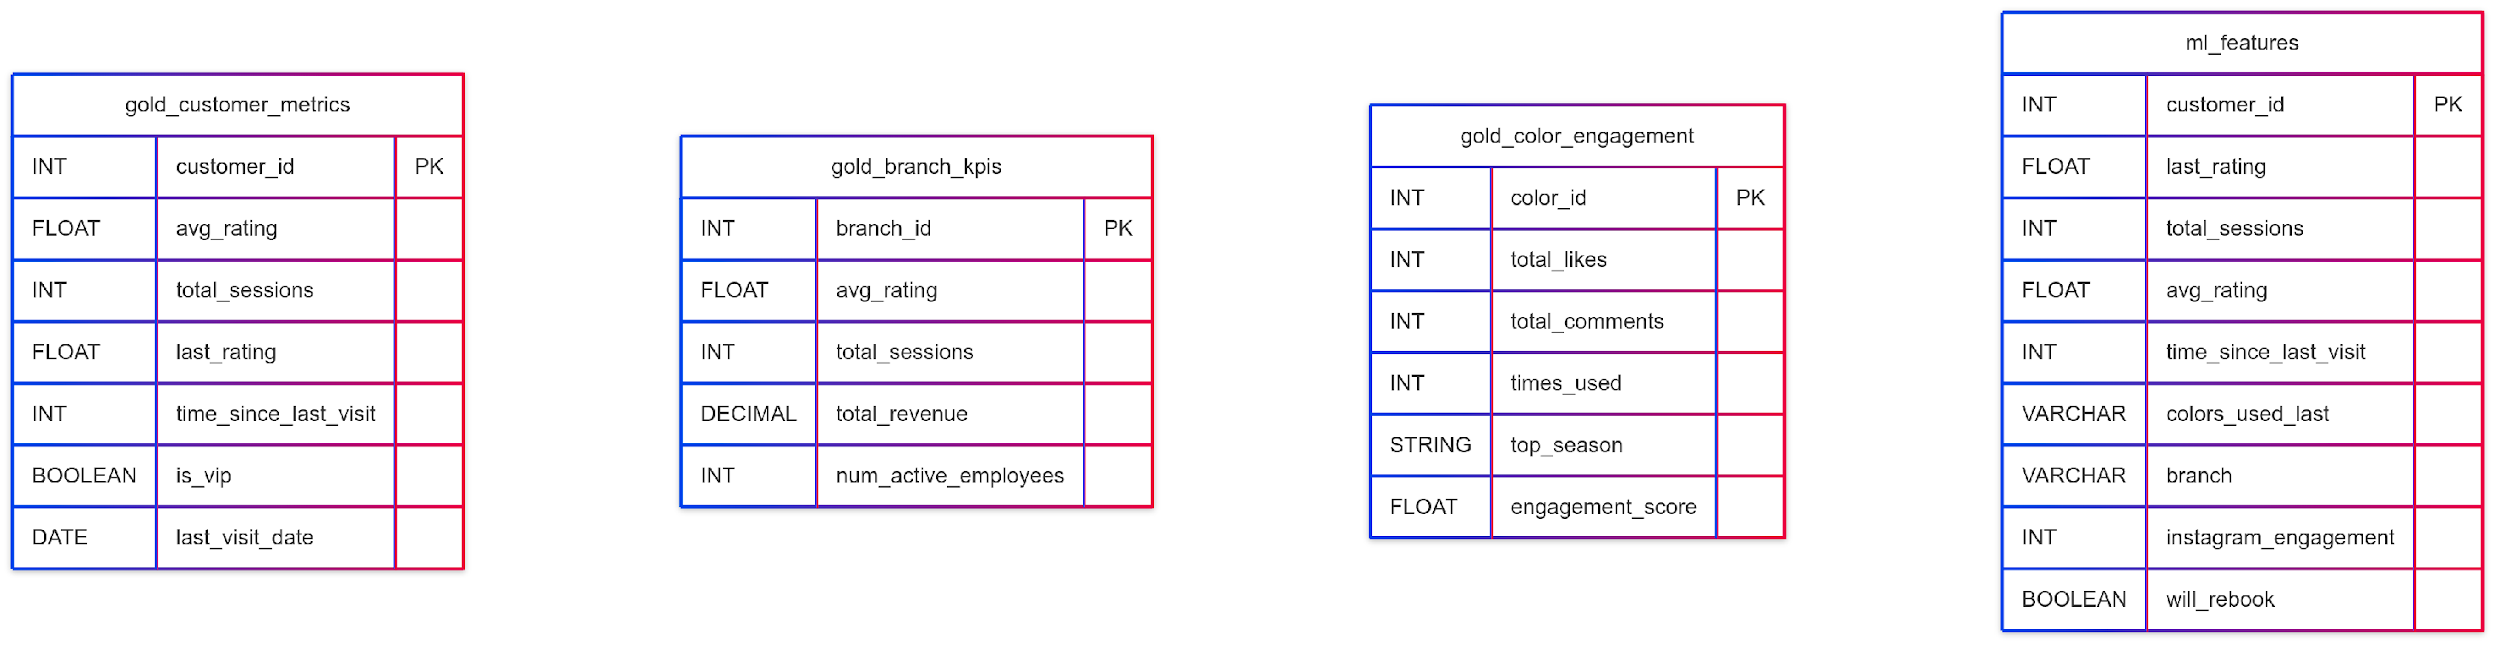 gold_customer_metrics
INT customer_id PK
FLOAT avg_rating
INT total_sessions
FLOAT last_rating
INT time_since_last_visit
BOOLEAN is_vip
DATE last_visit_date
gold_branch_kpis
INT branch_id PK
FLOAT avg_rating
INT total_sessions
DECIMAL total_revenue
INT num_active_employees
gold_color_engagement
INT color_id PK
INT total_likes
INT total_comments
INT times_used
STRING top_season
FLOAT engagement_score
ml_features
INT customer_id PK
FLOAT last_rating
INT total_sessions
FLOAT avg_rating
INT time_since_last_visit
VARCHAR colors_used_last
VARCHAR branch
INT instagram_engagement
BOOLEAN will_rebook